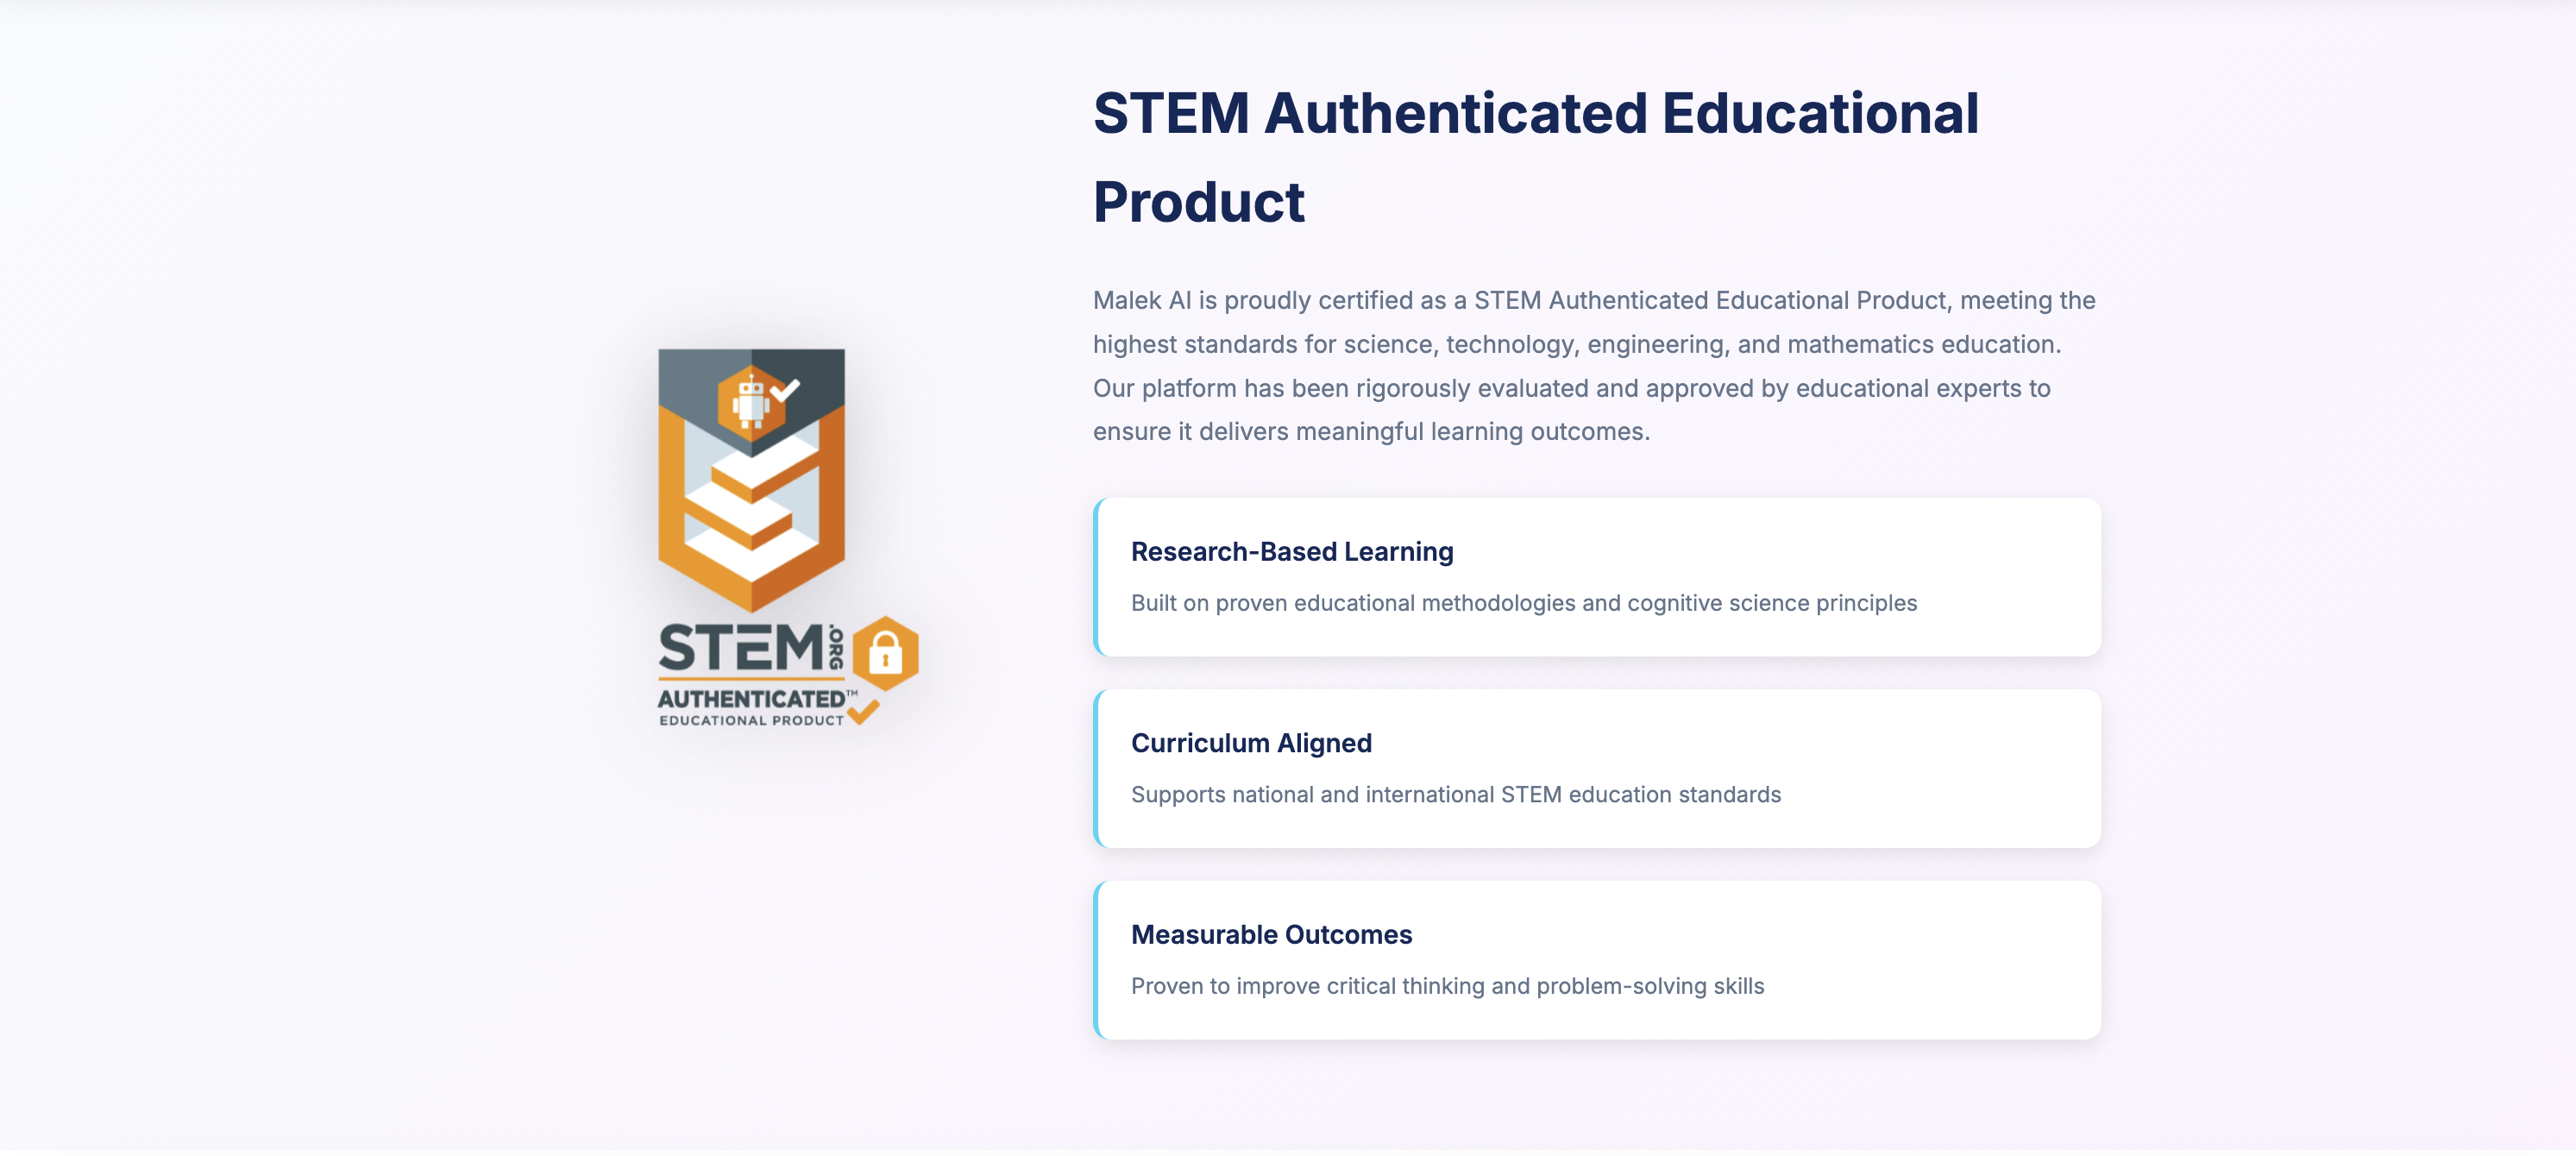 STEM Authenticated Educational
Product
Malek AI is proudly certified as a STEM Authenticated Educational Product, meeting the
highest standards for science, technology, engineering, and mathematics education.
Our platform has been rigorously evaluated and approved by educational experts to
ensure it delivers meaningful learning outcomes.
STEM.ORG
AUTHENTICATED™
EDUCATIONAL PRODUCT
Research-Based Learning
Built on proven educational methodologies and cognitive science principles
Curriculum Aligned
Supports national and international STEM education standards
Measurable Outcomes
Proven to improve critical thinking and problem-solving skills